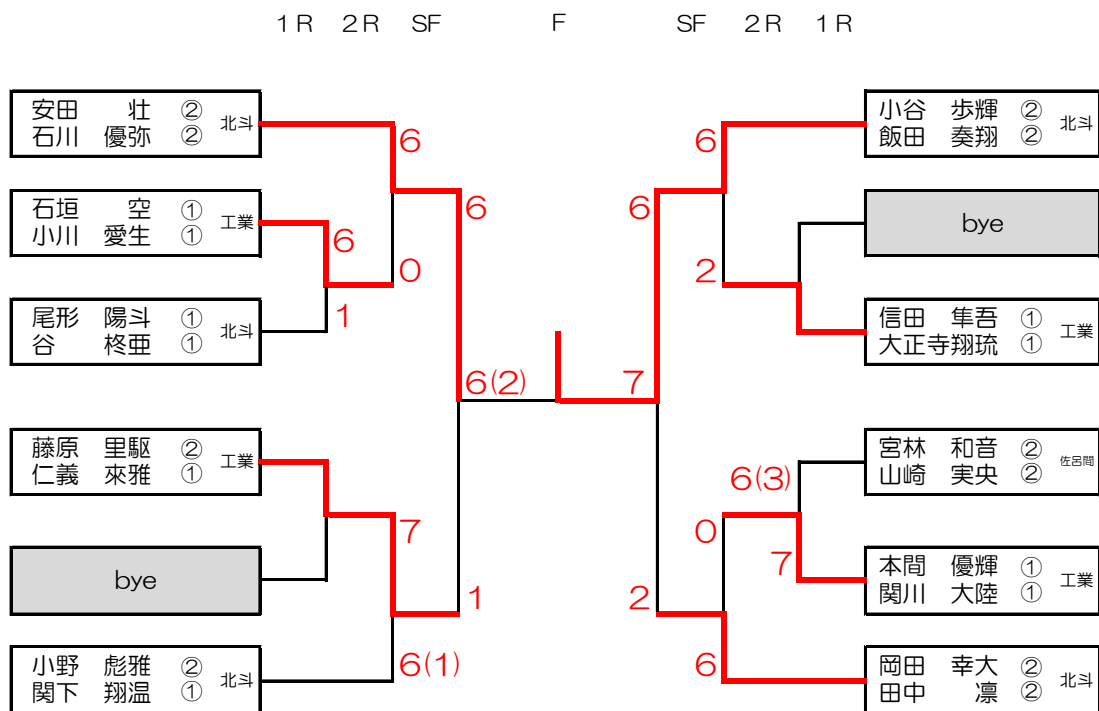 1R 2R SF F SF 2R 1R
安田 壮 ②
石川 優弥 ②
北斗
6
石垣 空 ①
小川 愛生 ①
工業
6
6
0
尾形 陽斗 ①
谷 柊亜 ①
北斗
1
6(2)
藤原 里駆 ②
仁義 來雅 ①
工業
7
bye
1
小野 彪雅 ②
関下 翔温 ①
北斗
6(1)
小谷 歩輝 ②
飯田 奏翔 ②
北斗
6
bye
6
2
信田 隼吾 ①
大正寺翔琉 ①
工業
7
宮林 和音 ②
山崎 実央 ②
佐呂間
6(3)
0
本間 優輝 ①
関川 大陸 ①
工業
7
2
岡田 幸大 ②
田中 凛 ②
北斗
6